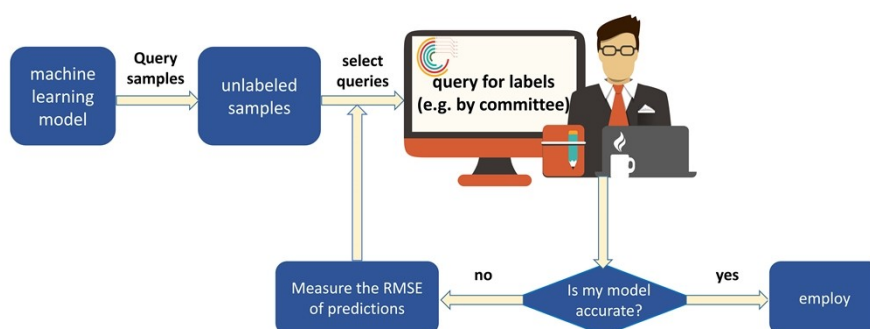 machine
learning
model
Query
samples
unlabeled
samples
select
queries
query for labels
(e.g. by committee)
Measure the RMSE
of predictions
no
Is my model
accurate?
yes
employ